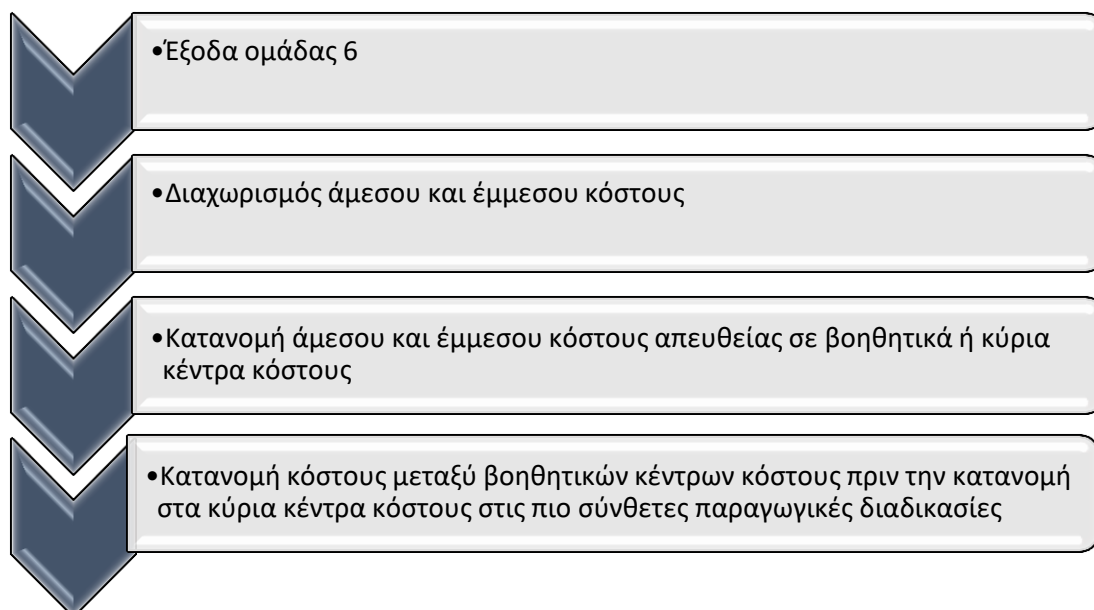 •Έξοδα ομάδας 6
•Διαχωρισμός άμεσου και έμμεσου κόστους
•Κατανομή άμεσου και έμμεσου κόστους απευθείας σε βοηθητικά ή κύρια
κέντρα κόστους
•Κατανομή κόστους μεταξύ βοηθητικών κέντρων κόστους πριν την κατανομή
στα κύρια κέντρα κόστους στις πιο σύνθετες παραγωγικές διαδικασίες